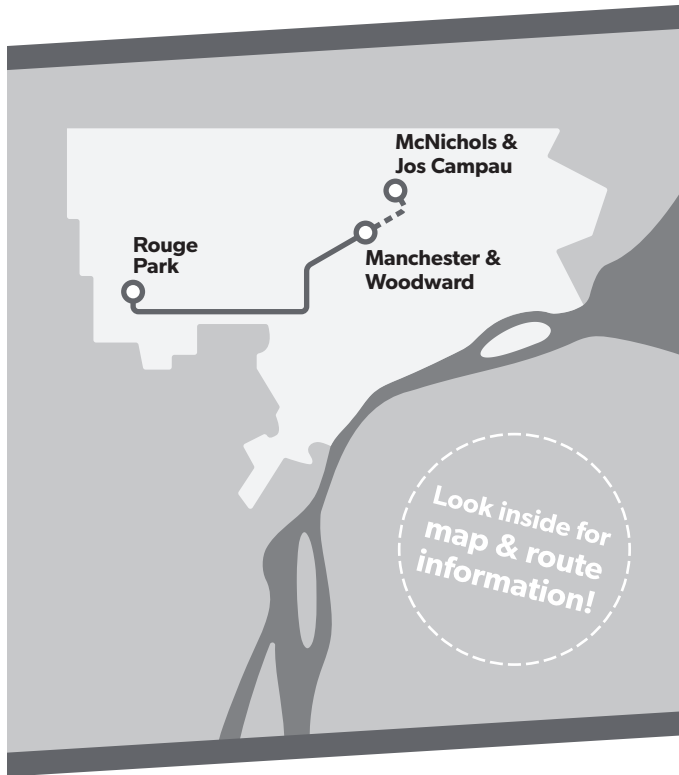 McNichols &
Jos Campau
Rouge
Park
Manchester &
Woodward
Look inside for
map & route
information!